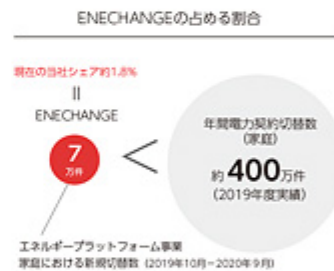 ENECHANGEの占める割合
現在の当社シェア約1.8%
=
ENECHANGE
7
万件
<
年間電力契約切替数
(家庭)
約400万件
(2019年度実績)
エネルギープラットフォーム事業
家庭における新規切替数 (2019年10月-2020年9月)